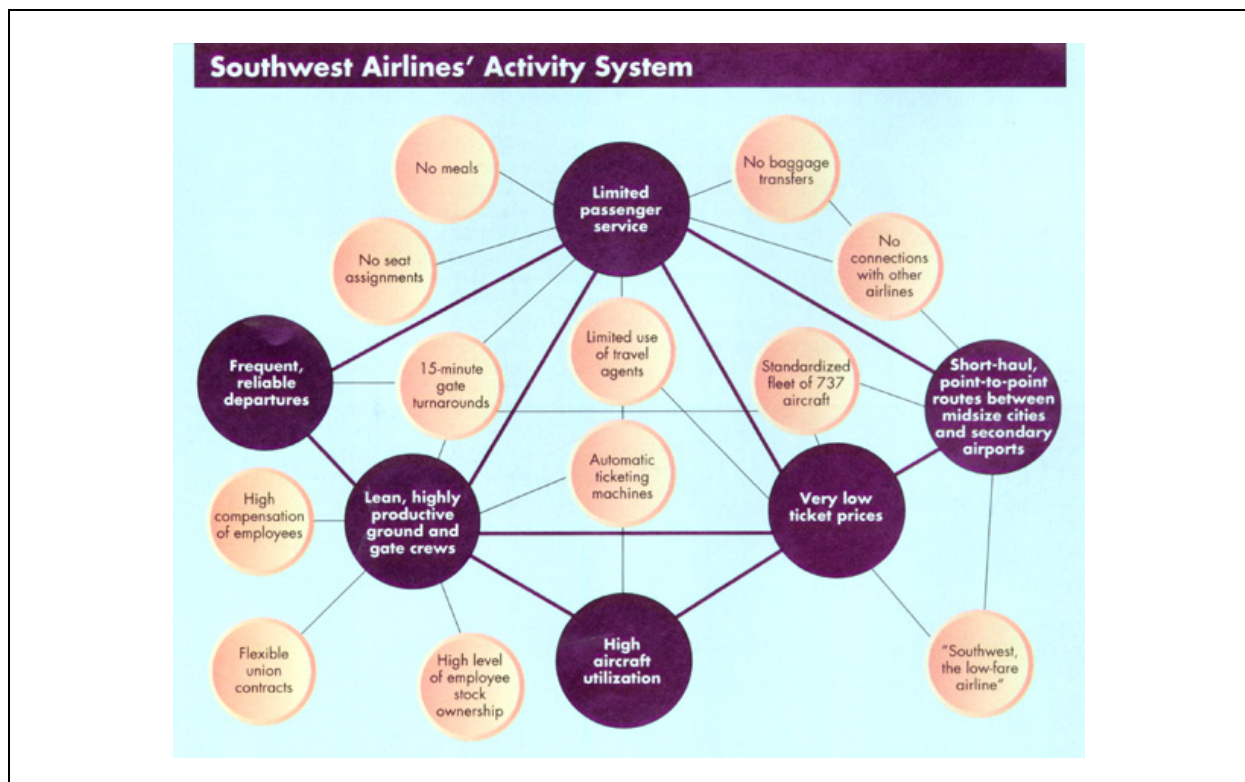 Southwest Airlines’ Activity System
No meals
Limited
passenger
service
No baggage
transfers
No seat
assignments
No
connections
with other
airlines
Frequent,
reliable
departures
15-minute
gate
turnarounds
Limited use
of travel
agents
Standardized
fleet of 737
aircraft
Short-haul,
point-to-point
routes between
midsize cities
and secondary
airports
High
compensation
of employees
Lean, highly
productive
ground and
gate crews
Automatic
ticketing
machines
Very low
ticket prices
Flexible
union
contracts
High level
of employee
stock
ownership
High
aircraft
utilization
“Southwest,
the low-fare
airline”